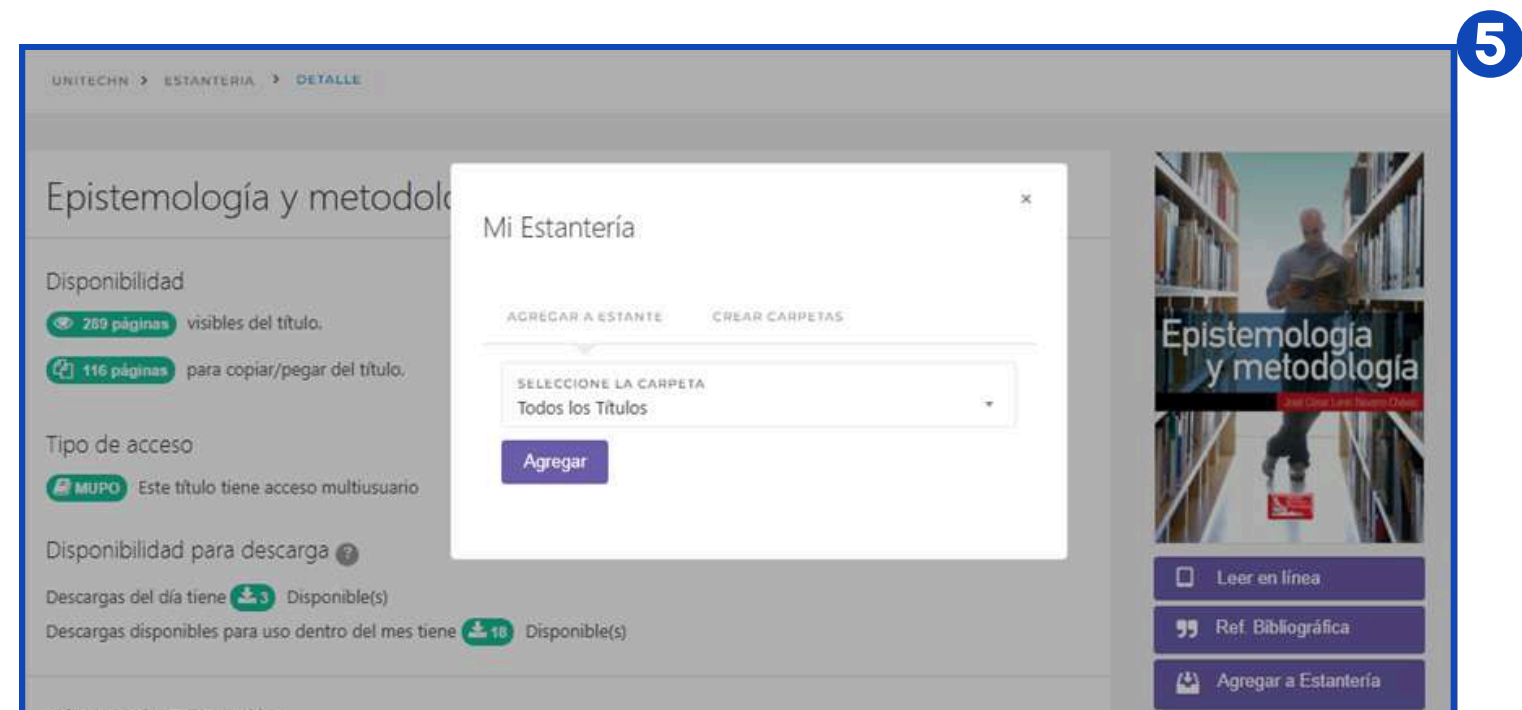 5
UNITECHN > ESTANTERIA > DETALLE
Epistemología y metodolo
Disponibilidad
289 páginas visibles del título.
116 páginas para copiar/pegar del título.
Tipo de acceso
MUPO Este título tiene acceso multiusuario
Disponibilidad para descarga ?
Descargas del día tiene 3 Disponible(s)
Descargas disponibles para uso dentro del mes tiene 18 Disponible(s)
×
Mi Estantería
AGREGAR A ESTANTE CREAR CARPETAS
SELECCIONE LA CARPETA
Todos los Títulos
Agregar
Epistemología
y metodología
Leer en línea
Ref. Bibliográfica
Agregar a Estantería